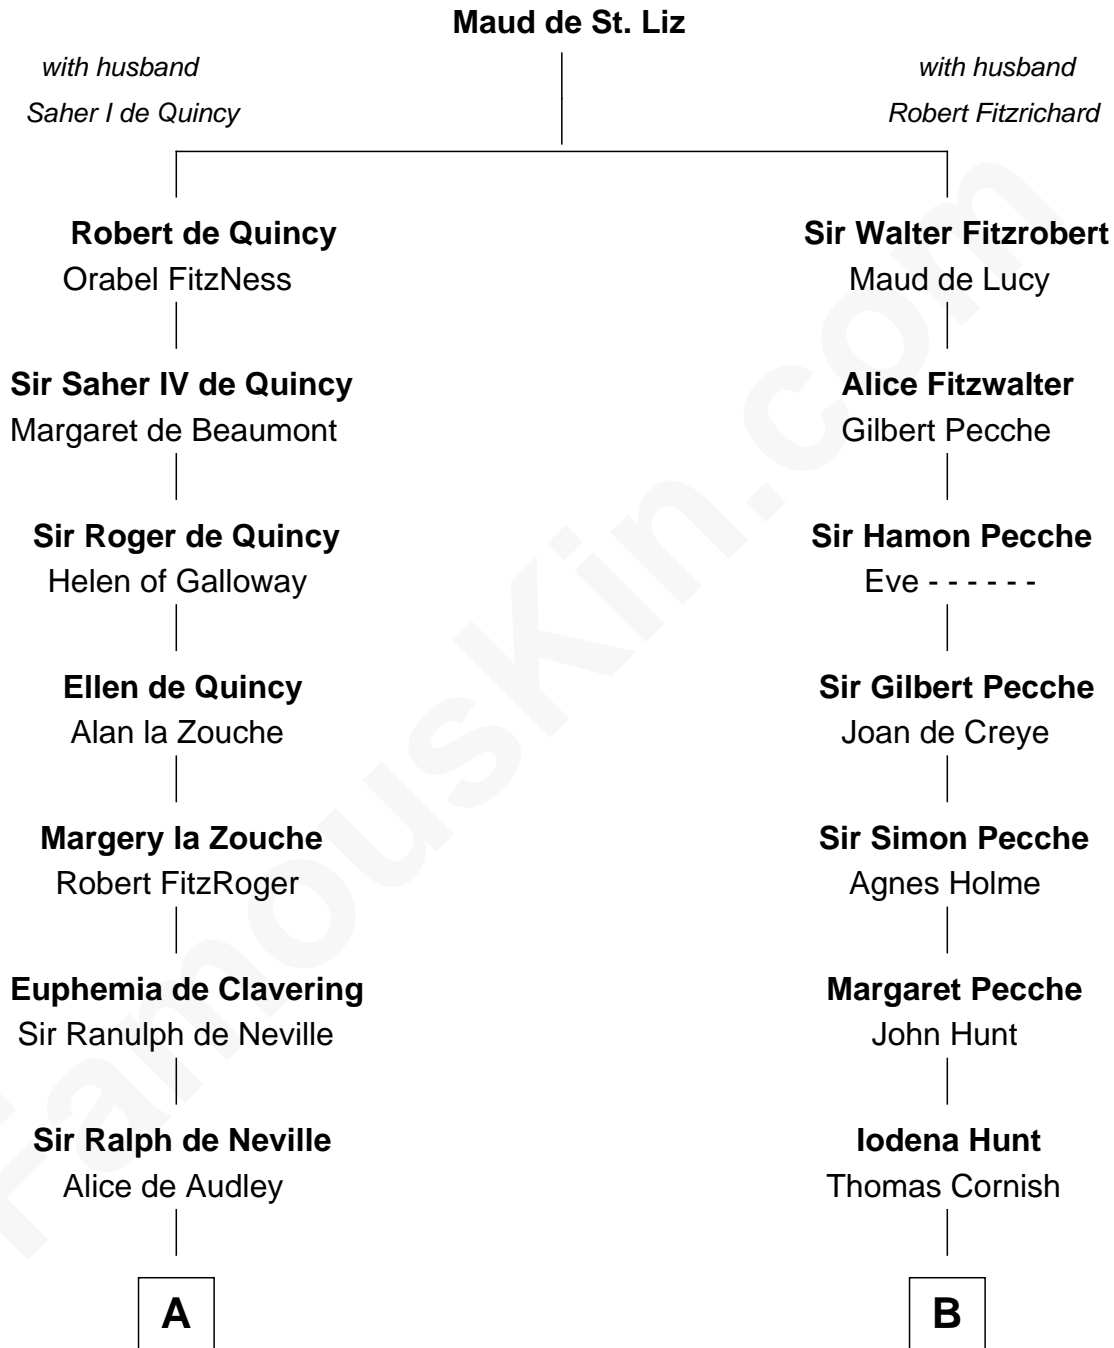 Maud de St. Liz
with husband
Saher I de Quincy
with husband
Robert Fitzrichard
Robert de Quincy
Orabel FitzNess
Sir Walter Fitzrobert
Maud de Lucy
Sir Saher IV de Quincy
Margaret de Beaumont
Alice Fitzwalter
Gilbert Pecche
Sir Roger de Quincy
Helen of Galloway
Sir Hamon Pecche
Eve - - - - - -
Ellen de Quincy
Alan la Zouche
Sir Gilbert Pecche
Joan de Creye
Margery la Zouche
Robert FitzRoger
Sir Simon Pecche
Agnes Holme
Euphemia de Clavering
Sir Ranulph de Neville
Margaret Pecche
John Hunt
Sir Ralph de Neville
Alice de Audley
Iodena Hunt
Thomas Cornish
A
B
FamousKin.com